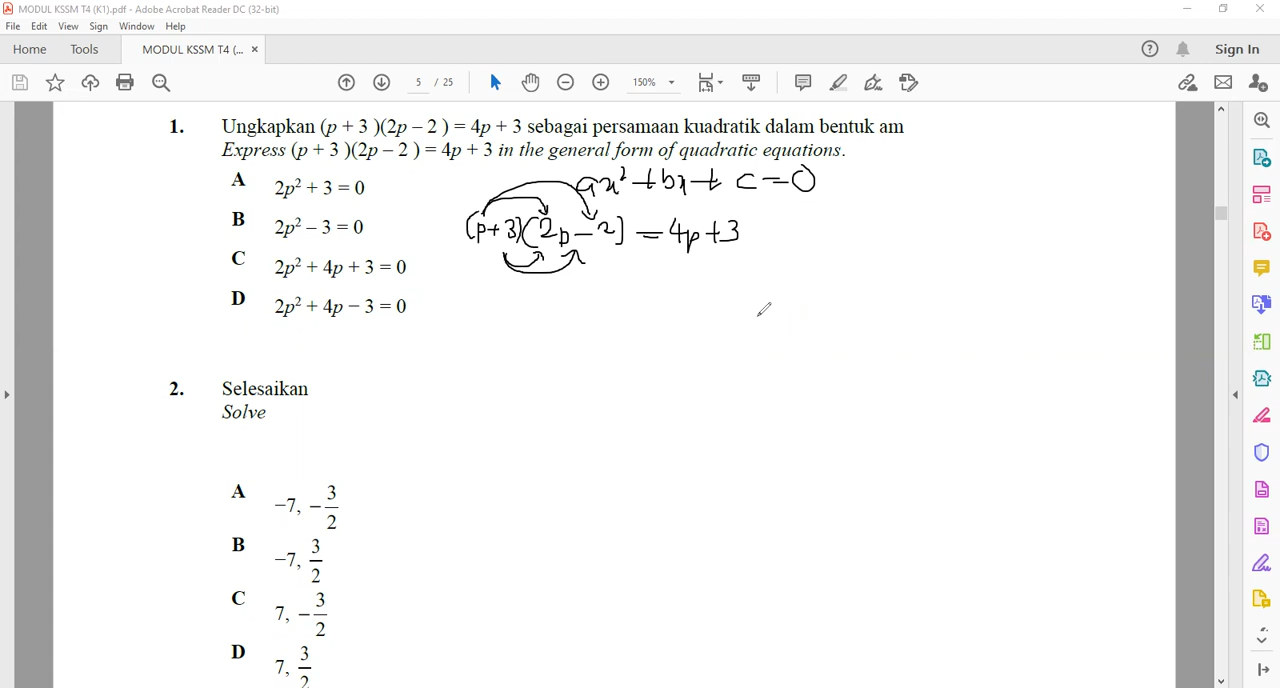 MODUL KSSM T4 (K1).pdf - Adobe Acrobat Reader DC (32-bit)
File Edit View Sign Window Help
Home Tools MODUL KSSM T4 (... × Sign In
5 / 25 150%
1. Ungkapkan (p + 3 )(2p – 2 ) = 4p + 3 sebagai persamaan kuadratik dalam bentuk am
Express (p + 3 )(2p – 2 ) = 4p + 3 in the general form of quadratic equations.
ax² + bx + c = 0
A 2p² + 3 = 0
B 2p² – 3 = 0
(p+3)(2p–2) = 4p+3
C 2p² + 4p + 3 = 0
D 2p² + 4p − 3 = 0
2. Selesaikan
Solve
A −7, −3/2
B −7, 3/2
C 7, −3/2
D 7, 3/2